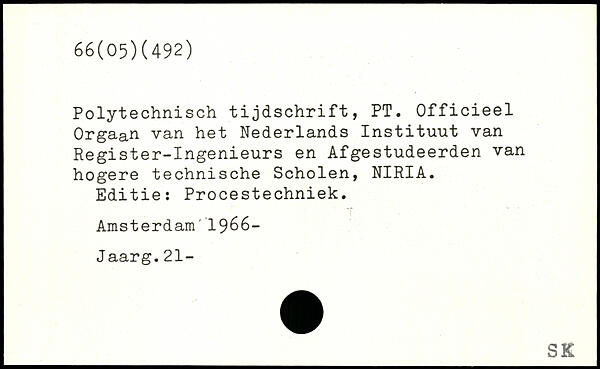 66(05)(492)
Polytechnisch tijdschrift, PT. Officieel
Orgaan van het Nederlands Instituut van
Register-Ingenieurs en Afgestudeerden van
hogere technische Scholen, NIRIA.
Editie: Procestechniek.
Amsterdam 1966-
Jaarg.21-
SK